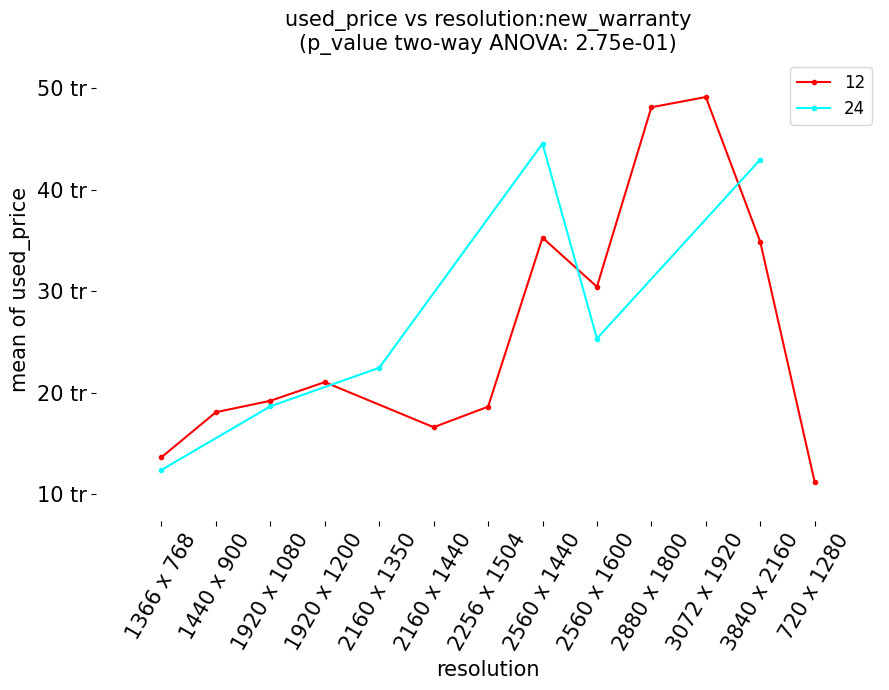 used_price vs resolution:new_warranty
(p_value two-way ANOVA: 2.75e-01)
12
24
50 tr
40 tr
30 tr
20 tr
10 tr
mean of used_price
1366 x 768
1440 x 900
1920 x 1080
1920 x 1200
2160 x 1350
2160 x 1440
2256 x 1504
2560 x 1440
2560 x 1600
2880 x 1800
3072 x 1920
3840 x 2160
720 x 1280
resolution